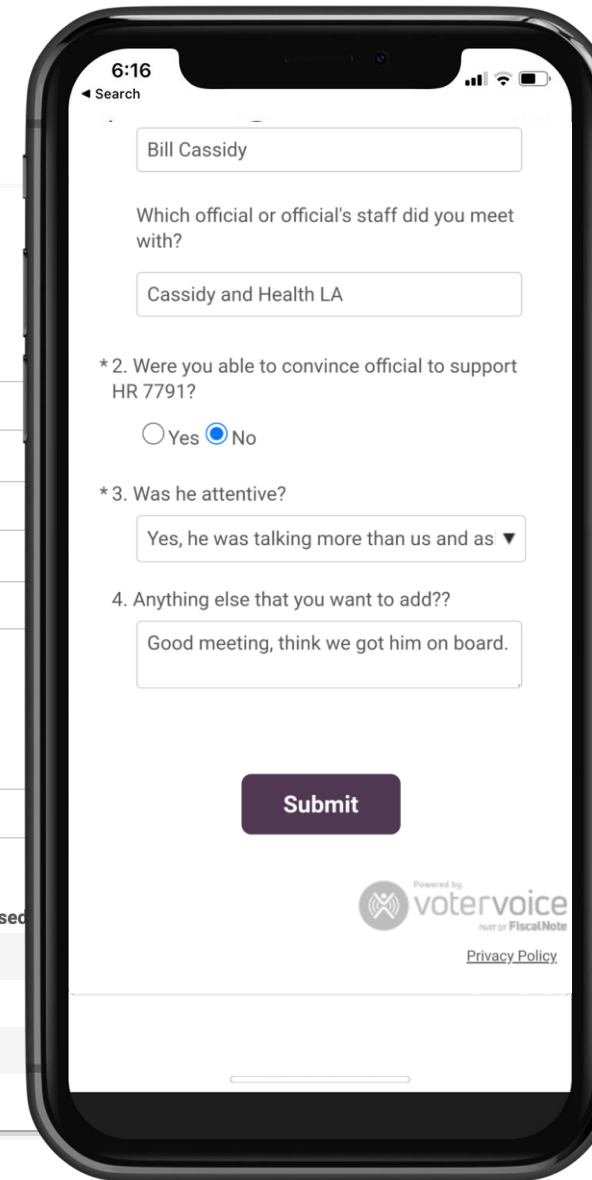 6:16
◄ Search
Bill Cassidy
Which official or official's staff did you meet
with?
Cassidy and Health LA
* 2. Were you able to convince official to support
HR 7791?
Yes No
* 3. Was he attentive?
Yes, he was talking more than us and as ▼
4. Anything else that you want to add??
Good meeting, think we got him on board.
Submit
Powered by
votervoice
PART OF FiscalNote
Privacy Policy